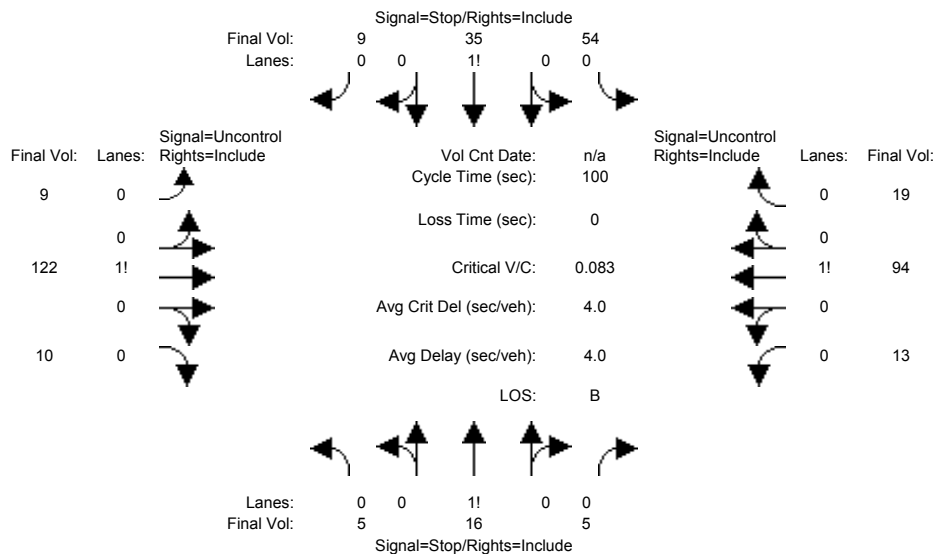 Signal=Stop/Rights=Include
Final Vol: 9 35 54
Lanes: 0 0 1! 0 0
Signal=Uncontrol
Final Vol: Lanes: Rights=Include
Vol Cnt Date: n/a
Signal=Uncontrol
Rights=Include Lanes: Final Vol:
Cycle Time (sec): 100
9 0
0 19
Loss Time (sec): 0
0
0
122 1!
Critical V/C: 0.083
1! 94
0
Avg Crit Del (sec/veh): 4.0
0
10 0
Avg Delay (sec/veh): 4.0
0 13
LOS: B
Lanes: 0 0 1! 0 0
Final Vol: 5 16 5
Signal=Stop/Rights=Include